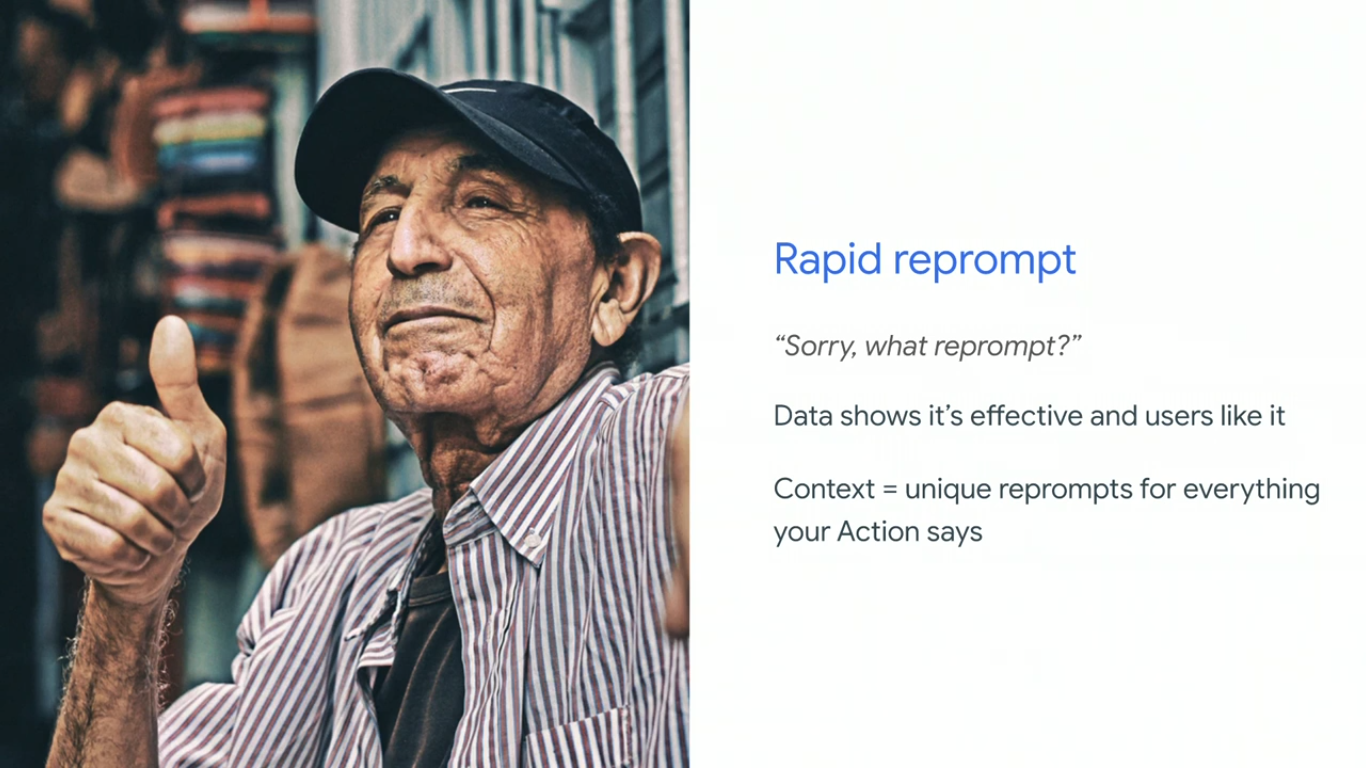 Rapid reprompt
“Sorry, what reprompt?”
Data shows it’s effective and users like it
Context = unique reprompts for everything
your Action says